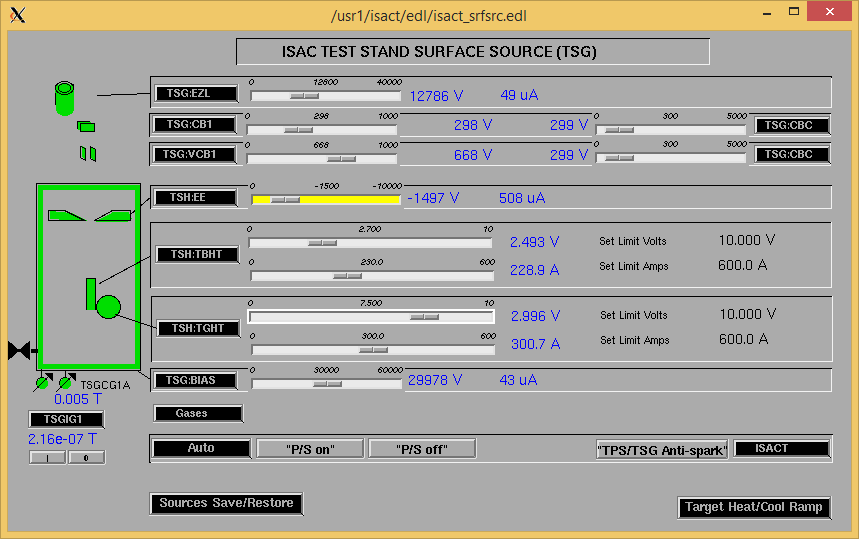 /usr1/isact/edl/isact_srfsrc.edl
ISAC TEST STAND SURFACE SOURCE (TSG)
0 12800 40000
TSG:EZL 12786 V 49 uA
0 298 1000 0 300 5000
TSG:CB1 298 V 299 V TSG:CBC
0 668 1000 0 300 5000
TSG:VCB1 668 V 299 V TSG:CBC
0 -1500 -10000
TSH:EE -1497 V 508 uA
0 2.700 10
2.493 V Set Limit Volts 10.000 V
TSH:TBHT
0 230.0 600
228.9 A Set Limit Amps 600.0 A
0 7.500 10
2.996 V Set Limit Volts 10.000 V
TSH:TGHT
0 300.0 600
300.7 A Set Limit Amps 600.0 A
0 30000 60000
TSG:BIAS 29978 V 43 uA
TSGCG1A
0.005 T
TSGIG1
2.16e-07 T
I 0
Gases
Auto "P/S on" "P/S off" "TPS/TSG Anti-spark" ISACT
Sources Save/Restore
Target Heat/Cool Ramp